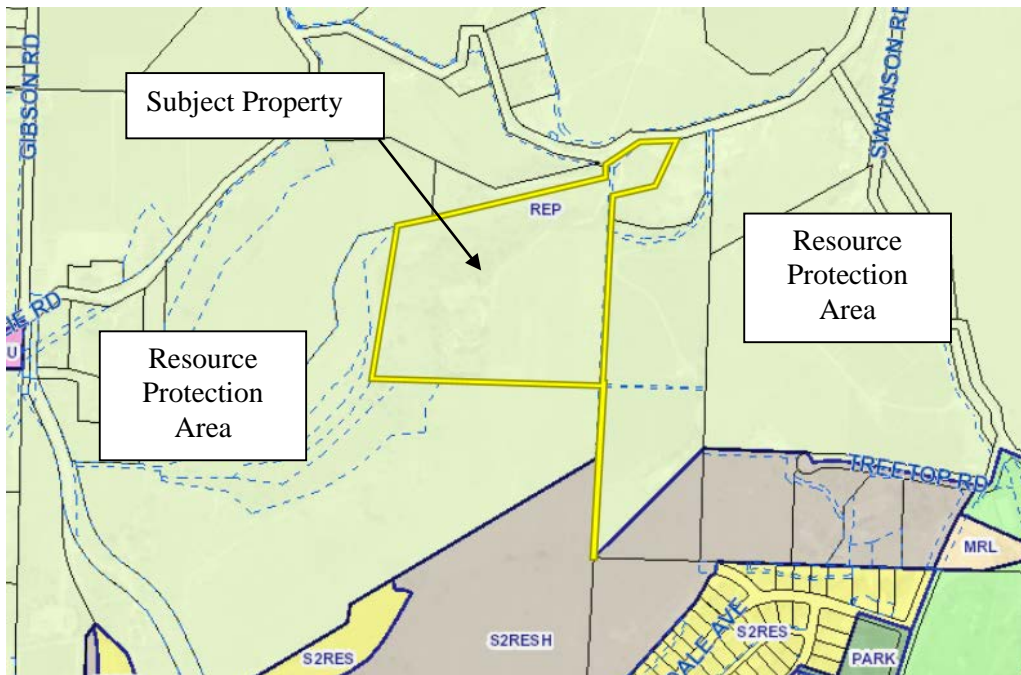 GIBSON RD
SWAINSON RD
Subject Property
REP
Resource
Protection
Area
Resource
Protection
Area
TREETOP RD
MRL
S2RES
S2RESH
S2RES
PARK